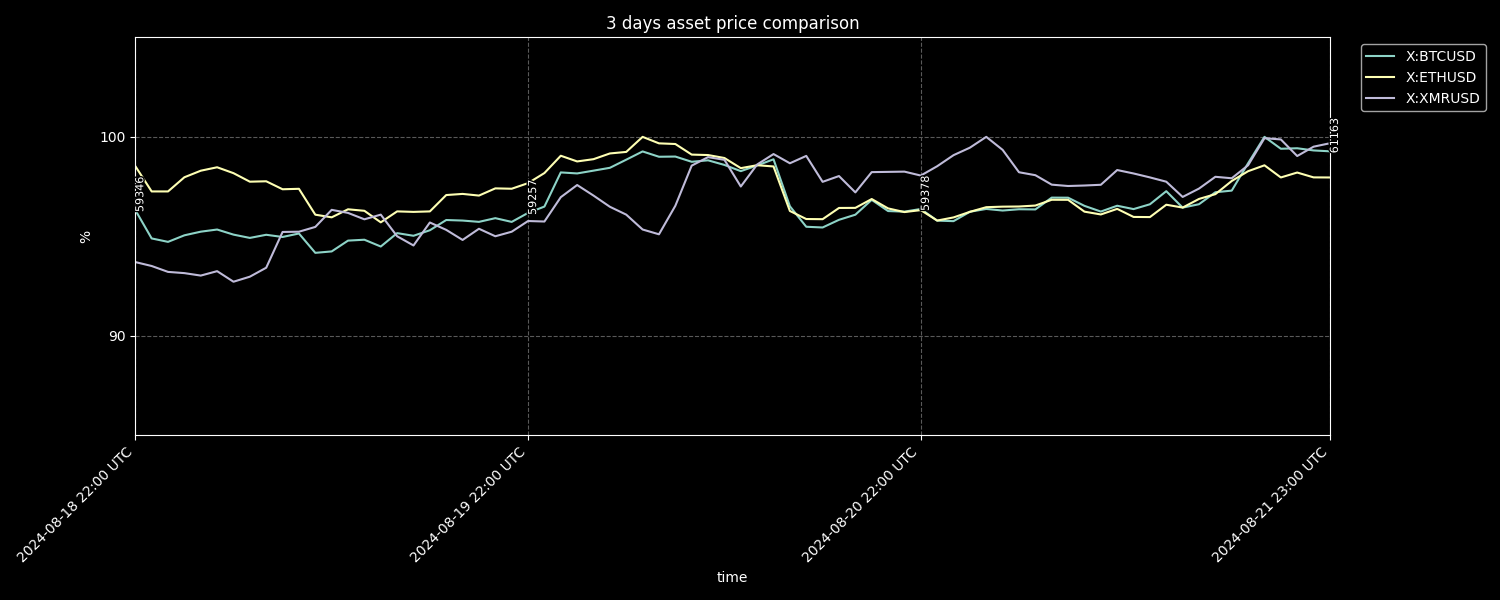 3 days asset price comparison
X:BTCUSD
X:ETHUSD
X:XMRUSD
100
90
%
59346
59257
59378
61163
2024-08-18 22:00 UTC
2024-08-19 22:00 UTC
2024-08-20 22:00 UTC
2024-08-21 23:00 UTC
time